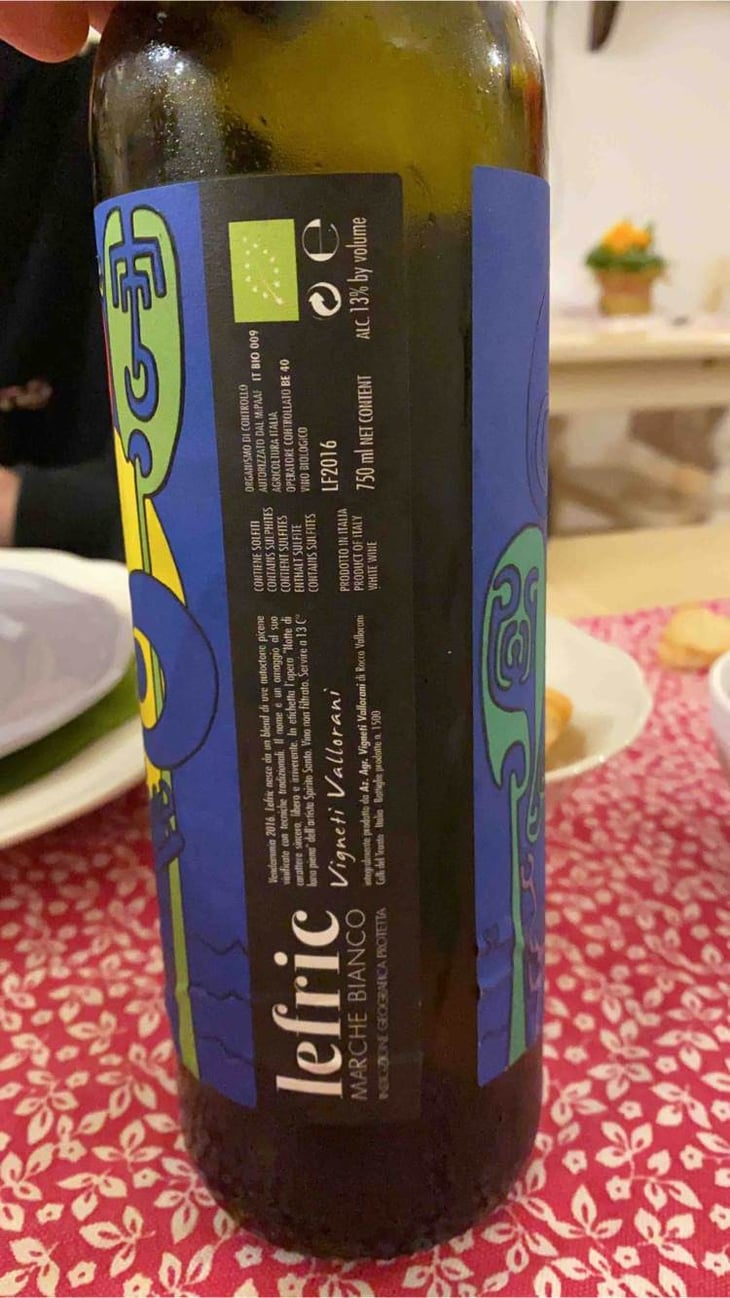 lefric
MARCHE BIANCO
INDICAZIONE GEOGRAFICA PROTETTA
Vendemmia 2016. Lefric nasce da un blend di uve autoctone picene
vinificate con tecniche tradizionali. Il nome è un omaggio al suo
carattere sincero, libero e irriverente. In etichetta l'opera "Notte di
luna piena" dell'artista Spirito Santo. Vino non filtrato. Servire a 13 C°
Vigneti Vallorani
integralmente prodotto da Az. Agr. Vigneti Vallorani di Rocco Vallorani
Colli del Tronto - Italia Bottiglie prodotte n. 1500
CONTIENE SOLFITI
CONTAINS SULPHITES
CONTIENT SULFITES
ENTHALT SULFITE
CONTAINS SULFITES
PRODOTTO IN ITALIA
PRODUCT OF ITALY
WHITE WINE
ORGANISMO DI CONTROLLO
AUTORIZZATO DAL MiPAAF IT BIO 009
AGRICOLTURA ITALIA
OPERATORE CONTROLLATO BE 40
VINO BIOLOGICO
LF2016
750 ml NET CONTENT ALC. 13% by volume
e